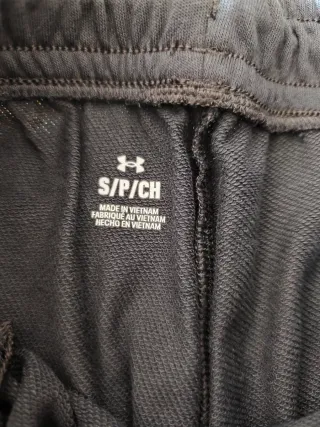 S/P/CH
MADE IN VIETNAM
FABRIQUÉ AU VIETNAM
HECHO EN VIETNAM